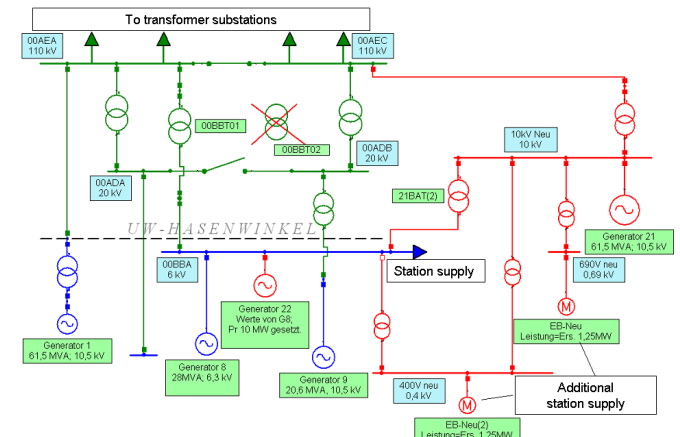 To transformer substations
00AEA
110 kV
00AEC
110 kV
00BBT01
00BBT02
00ADB
20 kV
10kV Neu
10 kV
00ADA
20 kV
21BAT(2)
UW-HASENWINKEL
Generator 21
61,5 MVA; 10,5 kV
00BBA
6 kV
Station supply
690V neu
0,69 kV
Generator 22
Werte von G8;
Pr 10 MW gesetzt.
M
EB-Neu
Leistung=Ers. 1,25MW
Generator 1
61,5 MVA; 10,5 kV
Generator 8
28MVA; 6,3 kV
Generator 9
20,6 MVA, 10,5 kV
400V neu
0,4 kV
M
Additional
station supply
EB-Neu(2)
Leistung=Ers. 1,25MW